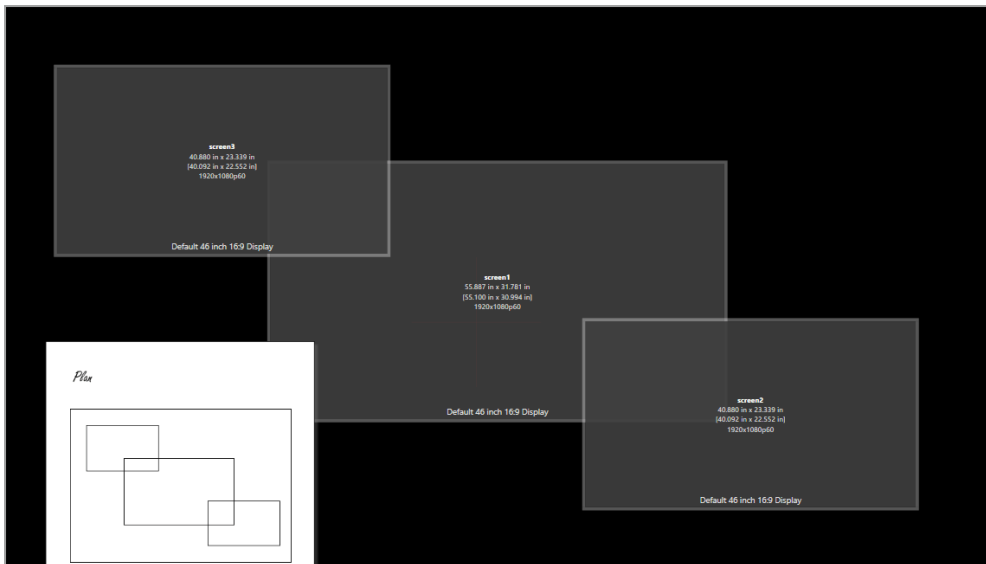 screen3
40.880 in x 23.339 in
[40.092 in x 22.552 in]
1920x1080p60
Default 46 inch 16:9 Display
screen1
55.887 in x 31.781 in
[55.100 in x 30.994 in]
1920x1080p60
Default 46 inch 16:9 Display
screen2
40.880 in x 23.339 in
[40.092 in x 22.552 in]
1920x1080p60
Default 46 inch 16:9 Display
Plan